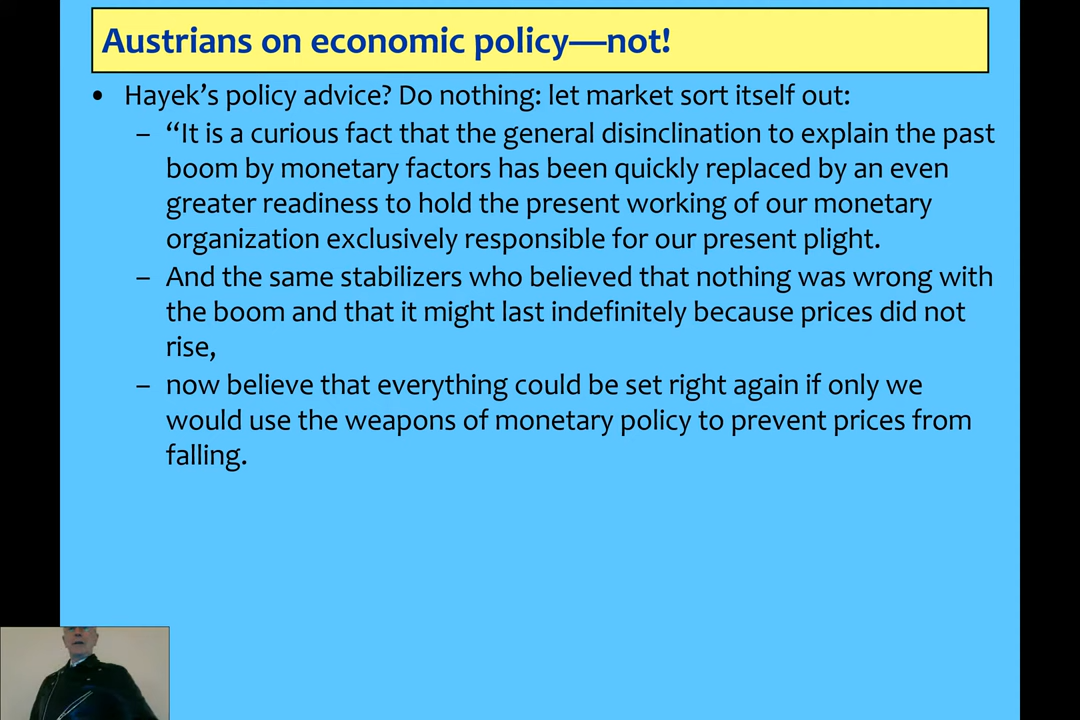 Austrians on economic policy—not!
• Hayek’s policy advice? Do nothing: let market sort itself out:
– “It is a curious fact that the general disinclination to explain the past
boom by monetary factors has been quickly replaced by an even
greater readiness to hold the present working of our monetary
organization exclusively responsible for our present plight.
– And the same stabilizers who believed that nothing was wrong with
the boom and that it might last indefinitely because prices did not
rise,
– now believe that everything could be set right again if only we
would use the weapons of monetary policy to prevent prices from
falling.